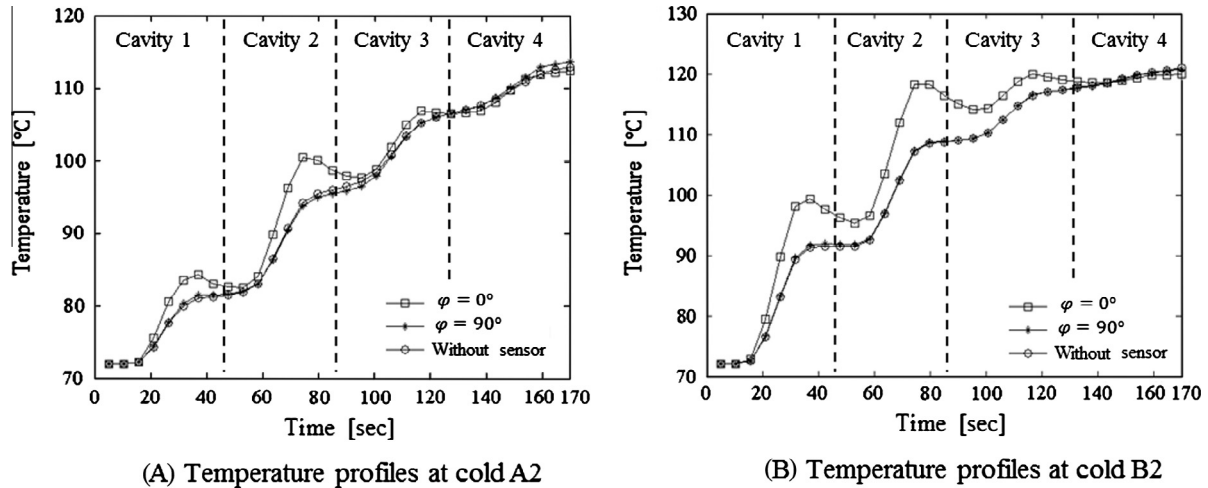 120
110
100
90
80
70
Temperature [℃]
Cavity 1
Cavity 2
Cavity 3
Cavity 4
φ = 0°
φ = 90°
Without sensor
0 20 40 60 80 100 120 140 160 170
Time [sec]
(A) Temperature profiles at cold A2
130
120
110
100
90
80
70
Temperature [℃]
Cavity 1
Cavity 2
Cavity 3
Cavity 4
φ = 0°
φ = 90°
Without sensor
0 20 40 60 80 100 120 140 160 170
Time [sec]
(B) Temperature profiles at cold B2